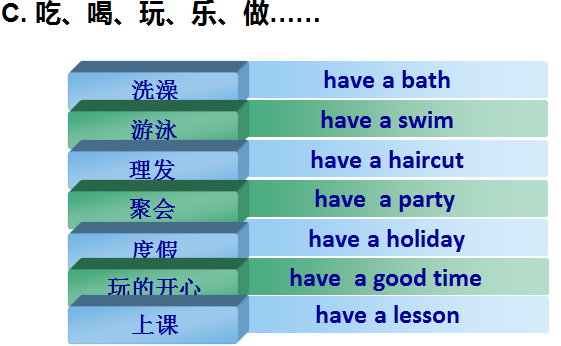 C. 吃、喝、玩、乐、做……
洗澡 have a bath
游泳 have a swim
理发 have a haircut
聚会 have a party
度假 have a holiday
玩的开心 have a good time
上课 have a lesson